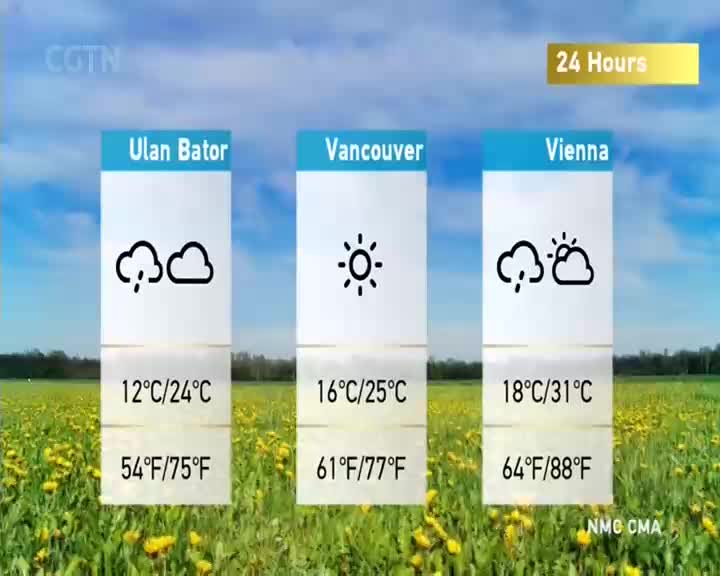 CGTN
24 Hours
Ulan Bator
Vancouver
Vienna
12°C/24°C
16°C/25°C
18°C/31°C
54°F/75°F
61°F/77°F
64°F/88°F
NMC CMA